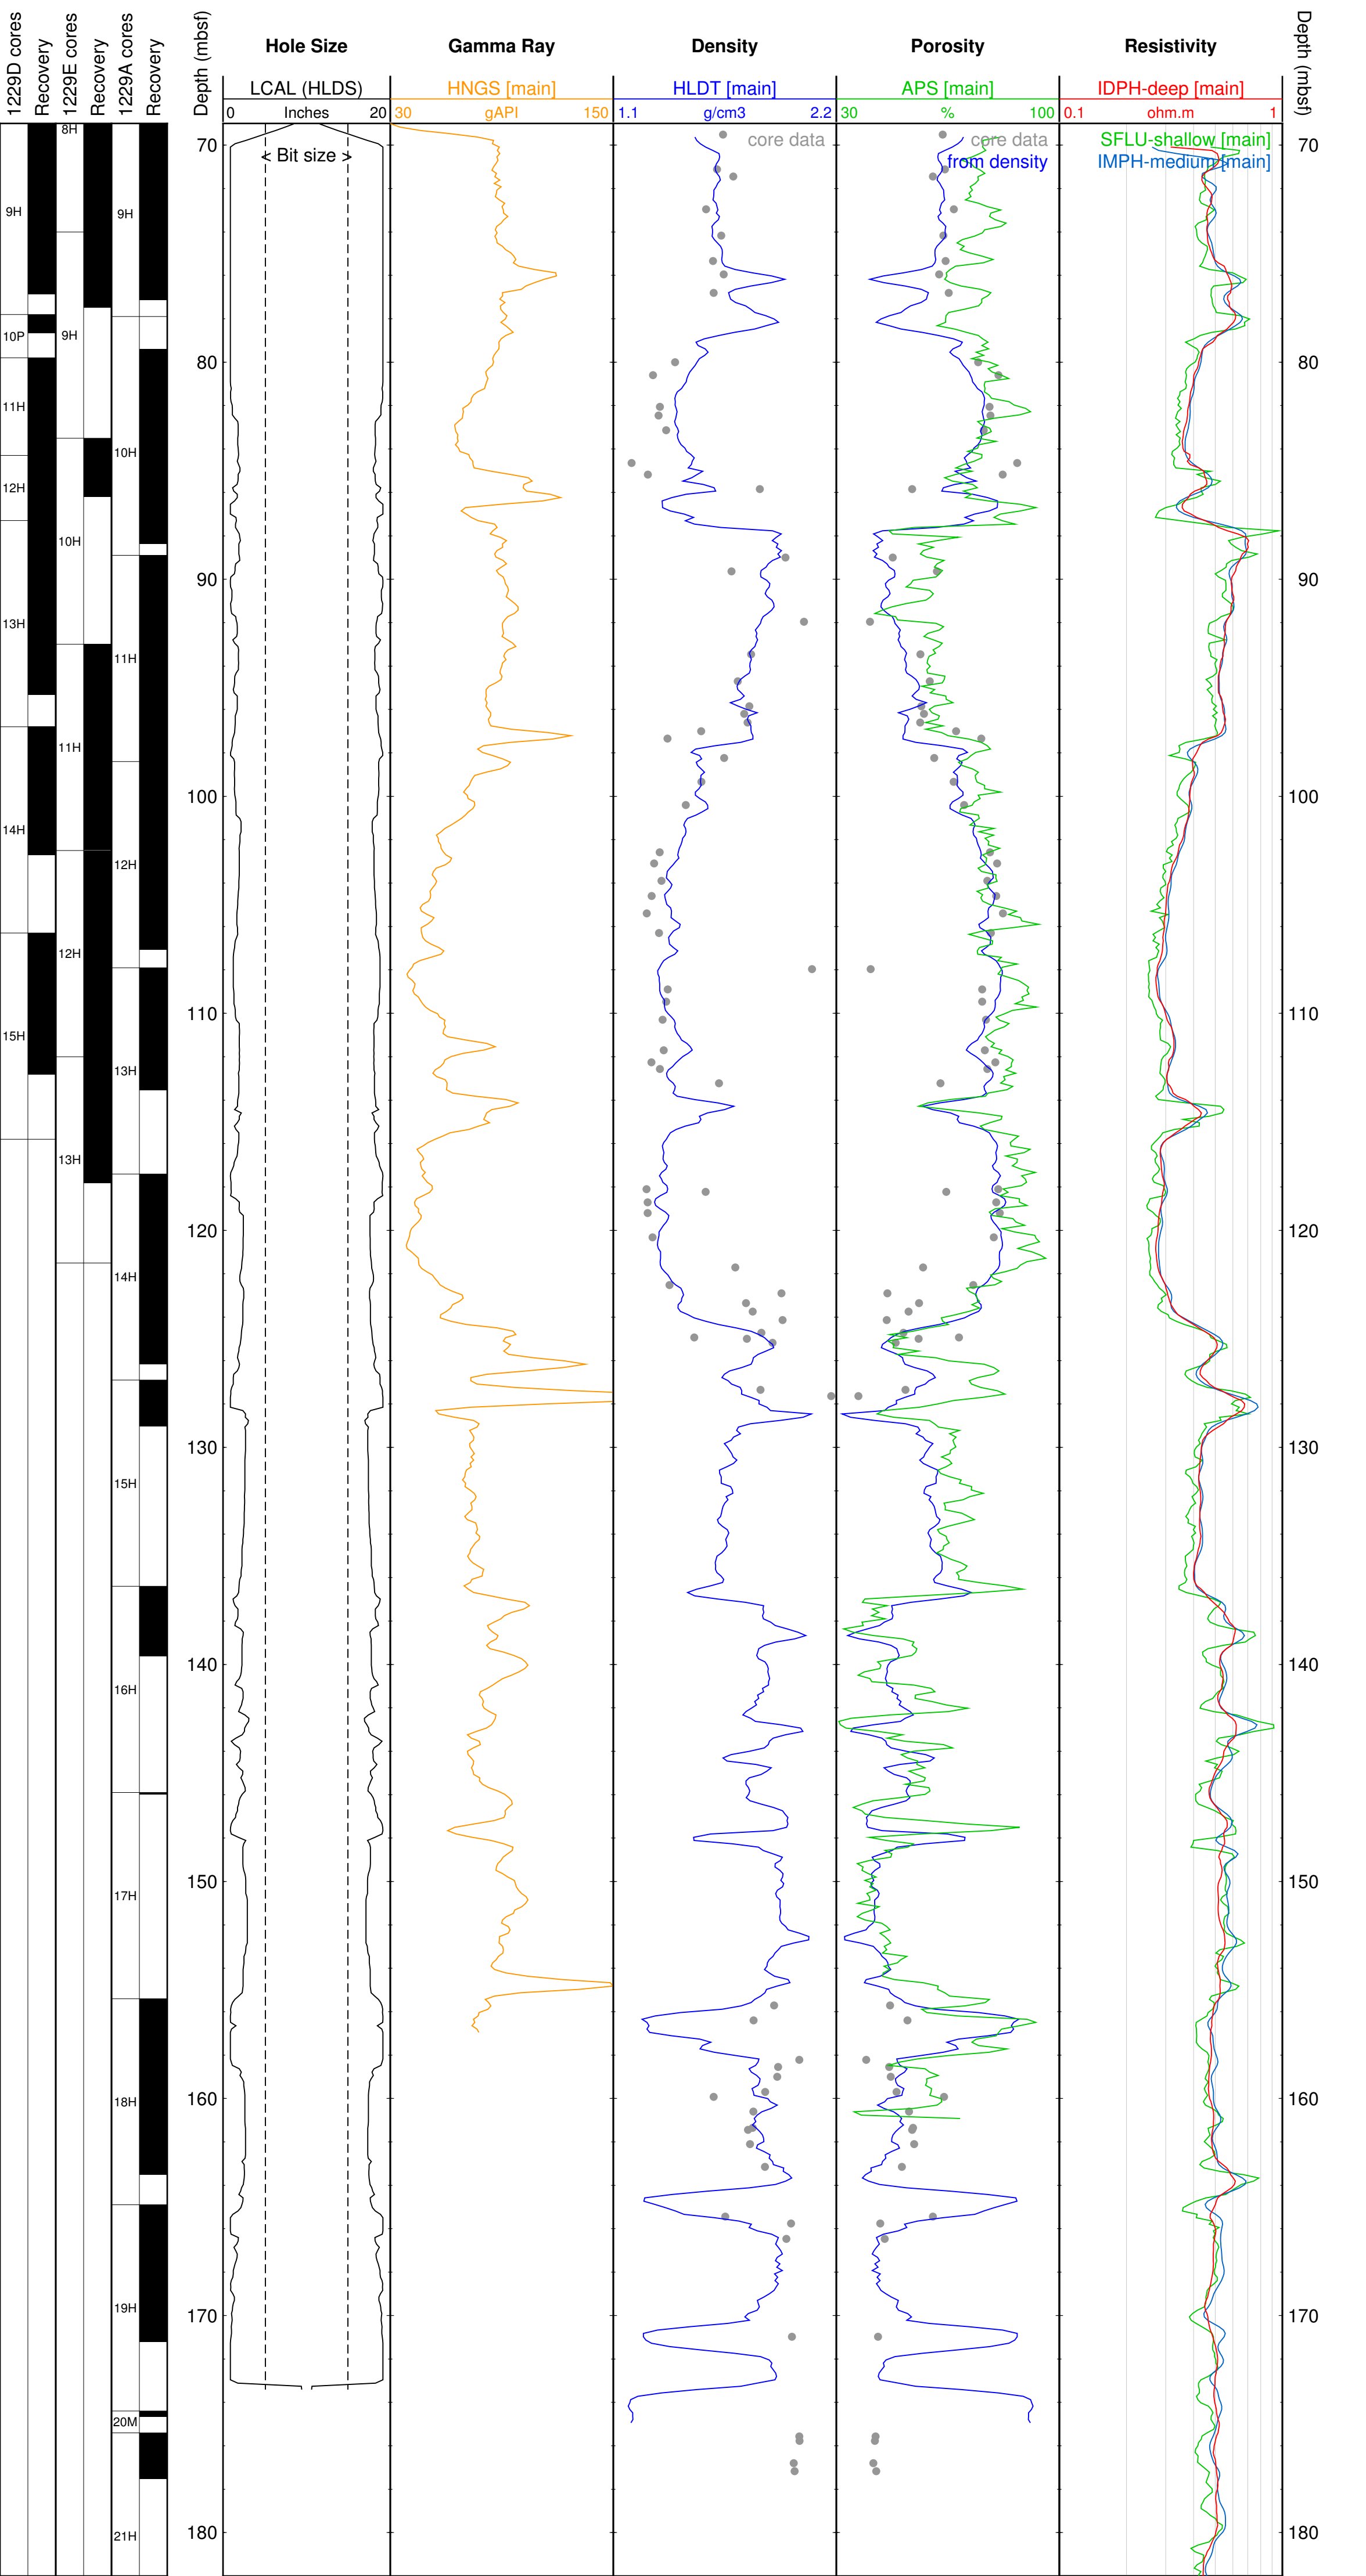 1229D cores
Recovery
1229E cores
Recovery
1229A cores
Recovery
Depth (mbsf)
Hole Size
Gamma Ray
Density
Porosity
Resistivity
Depth (mbsf)
LCAL (HLDS)
HNGS [main]
HLDT [main]
APS [main]
IDPH-deep [main]
0 Inches 20
30 gAPI 150
1.1 g/cm3 2.2
30 % 100
0.1 ohm.m 1
8H
core data
core data
SFLU-shallow [main]
70
70
< Bit size >
from density
IMPH-medium [main]
9H
9H
10P
9H
80
80
11H
10H
12H
10H
90
90
13H
11H
11H
100
100
14H
12H
12H
110
110
15H
13H
13H
120
120
14H
130
130
15H
140
140
16H
150
150
17H
160
160
18H
170
170
19H
20M
180
180
21H